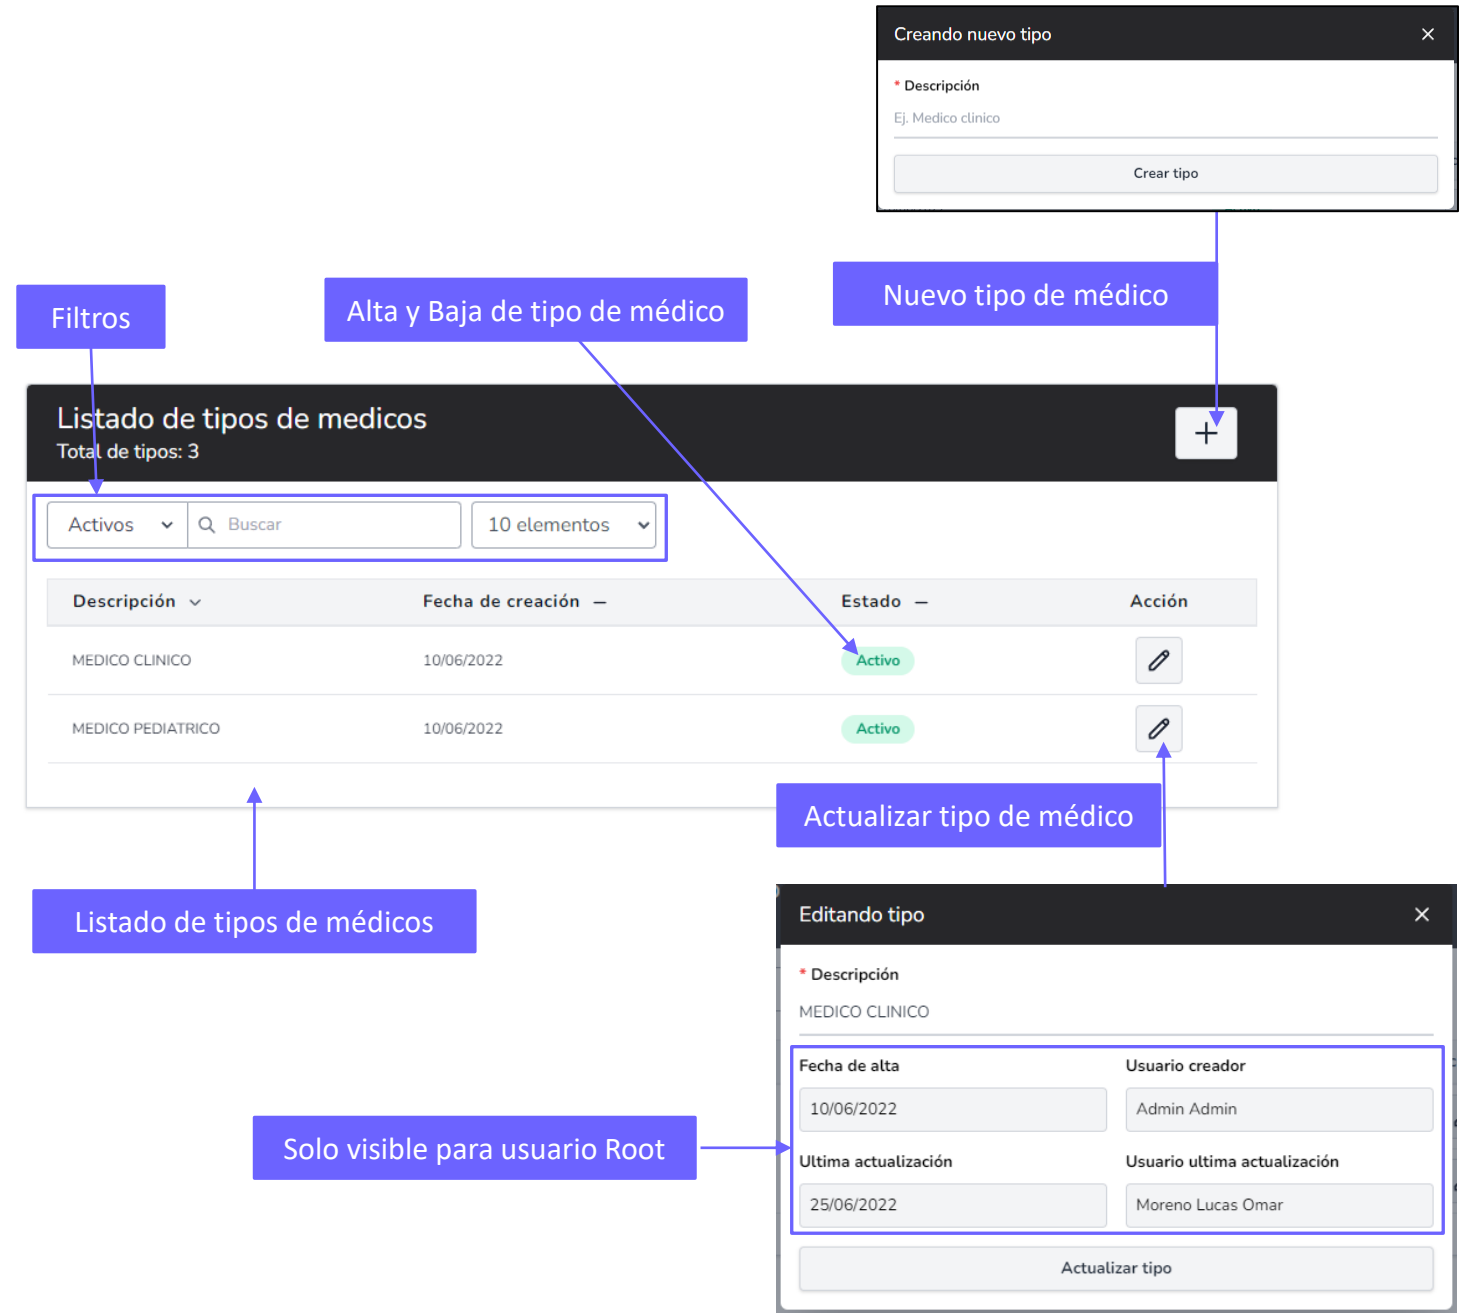 Creando nuevo tipo
* Descripción
Ej. Medico clinico
Crear tipo
Nuevo tipo de médico
Alta y Baja de tipo de médico
Filtros
Listado de tipos de medicos
Total de tipos: 3
Activos Buscar 10 elementos
Descripción Fecha de creación Estado Acción
MEDICO CLINICO 10/06/2022 Activo
MEDICO PEDIATRICO 10/06/2022 Activo
Actualizar tipo de médico
Listado de tipos de médicos
Editando tipo
* Descripción
MEDICO CLINICO
Fecha de alta Usuario creador
10/06/2022 Admin Admin
Solo visible para usuario Root
Ultima actualización Usuario ultima actualización
25/06/2022 Moreno Lucas Omar
Actualizar tipo